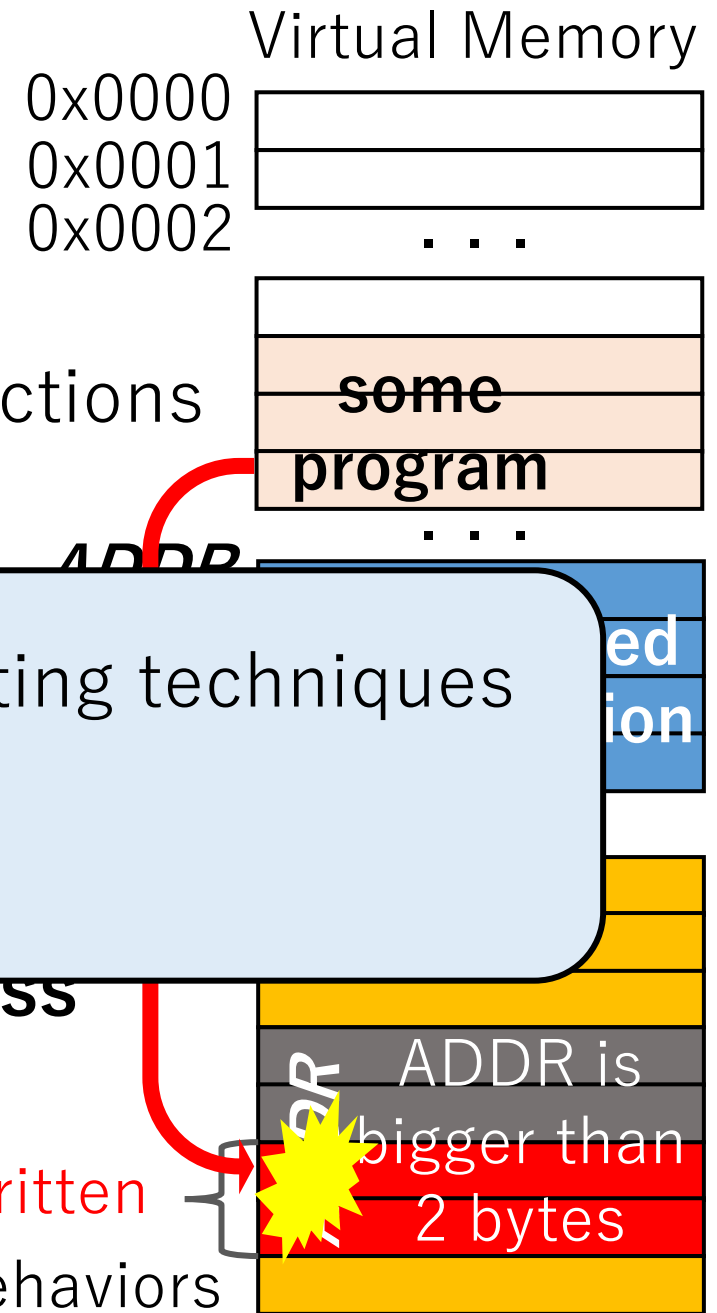 Virtual Memory
0x0000
0x0001
0x0002
. . .
ctions
some
program
. . .
ADDR
ed
ting techniques
ion
ss
ADDR is
bigger than
2 bytes
ritten
ehaviors